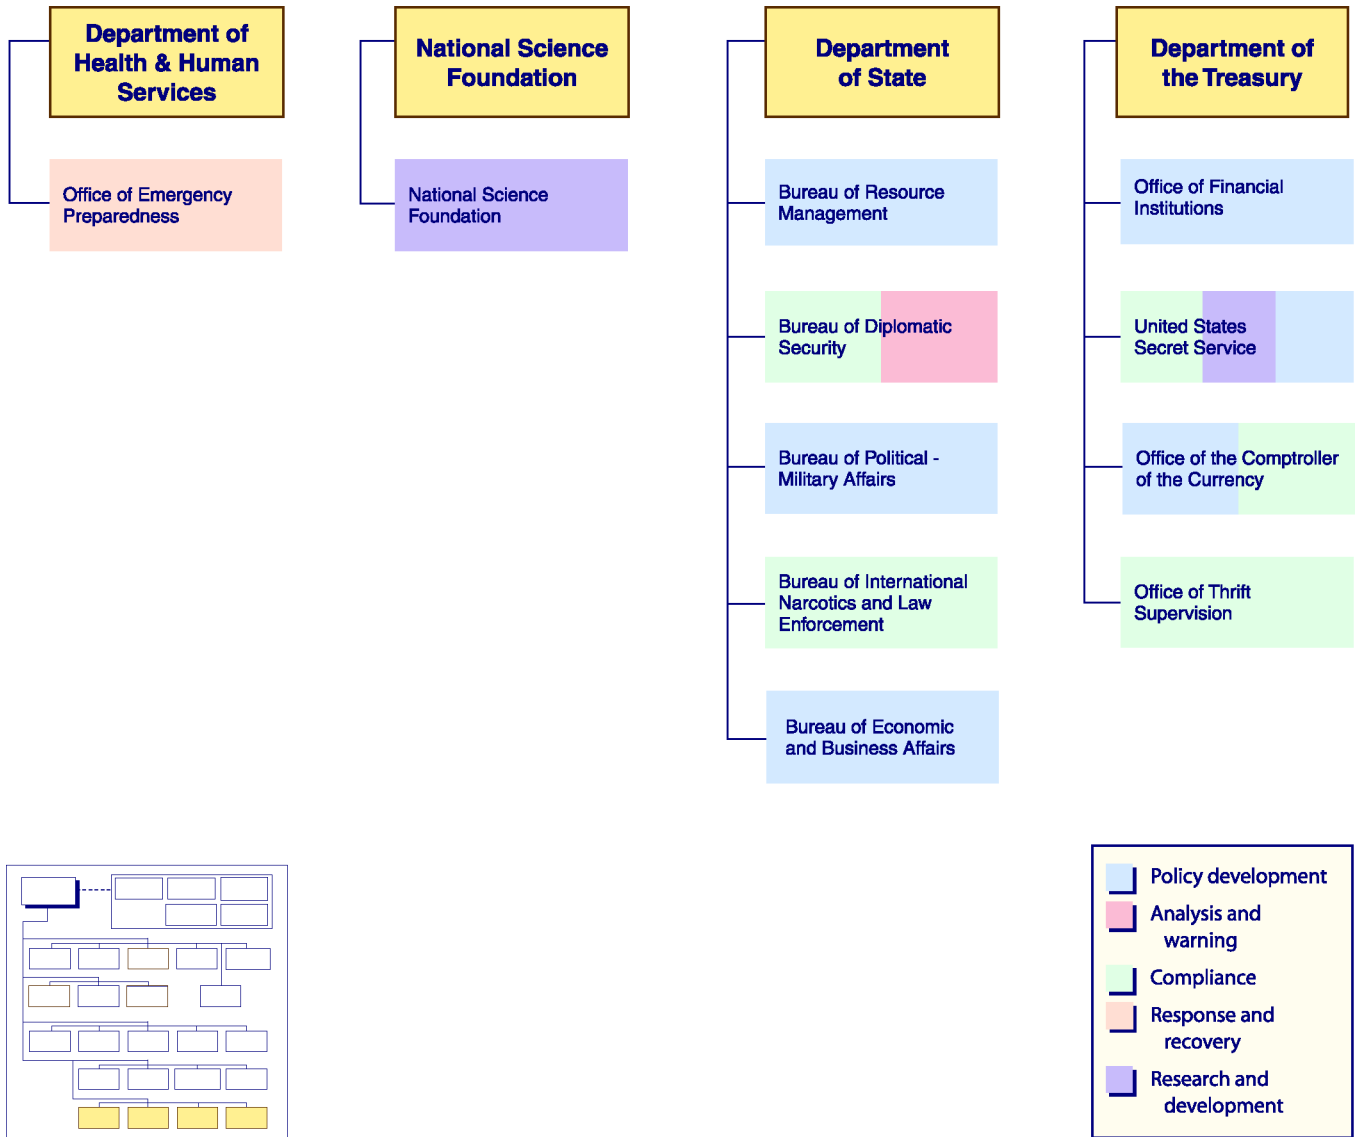 Department of
Health & Human
Services
Office of Emergency
Preparedness
National Science
Foundation
National Science
Foundation
Department
of State
Bureau of Resource
Management
Bureau of Diplomatic
Security
Bureau of Political -
Military Affairs
Bureau of International
Narcotics and Law
Enforcement
Bureau of Economic
and Business Affairs
Department of
the Treasury
Office of Financial
Institutions
United States
Secret Service
Office of the Comptroller
of the Currency
Office of Thrift
Supervision
Policy development
Analysis and
warning
Compliance
Response and
recovery
Research and
development